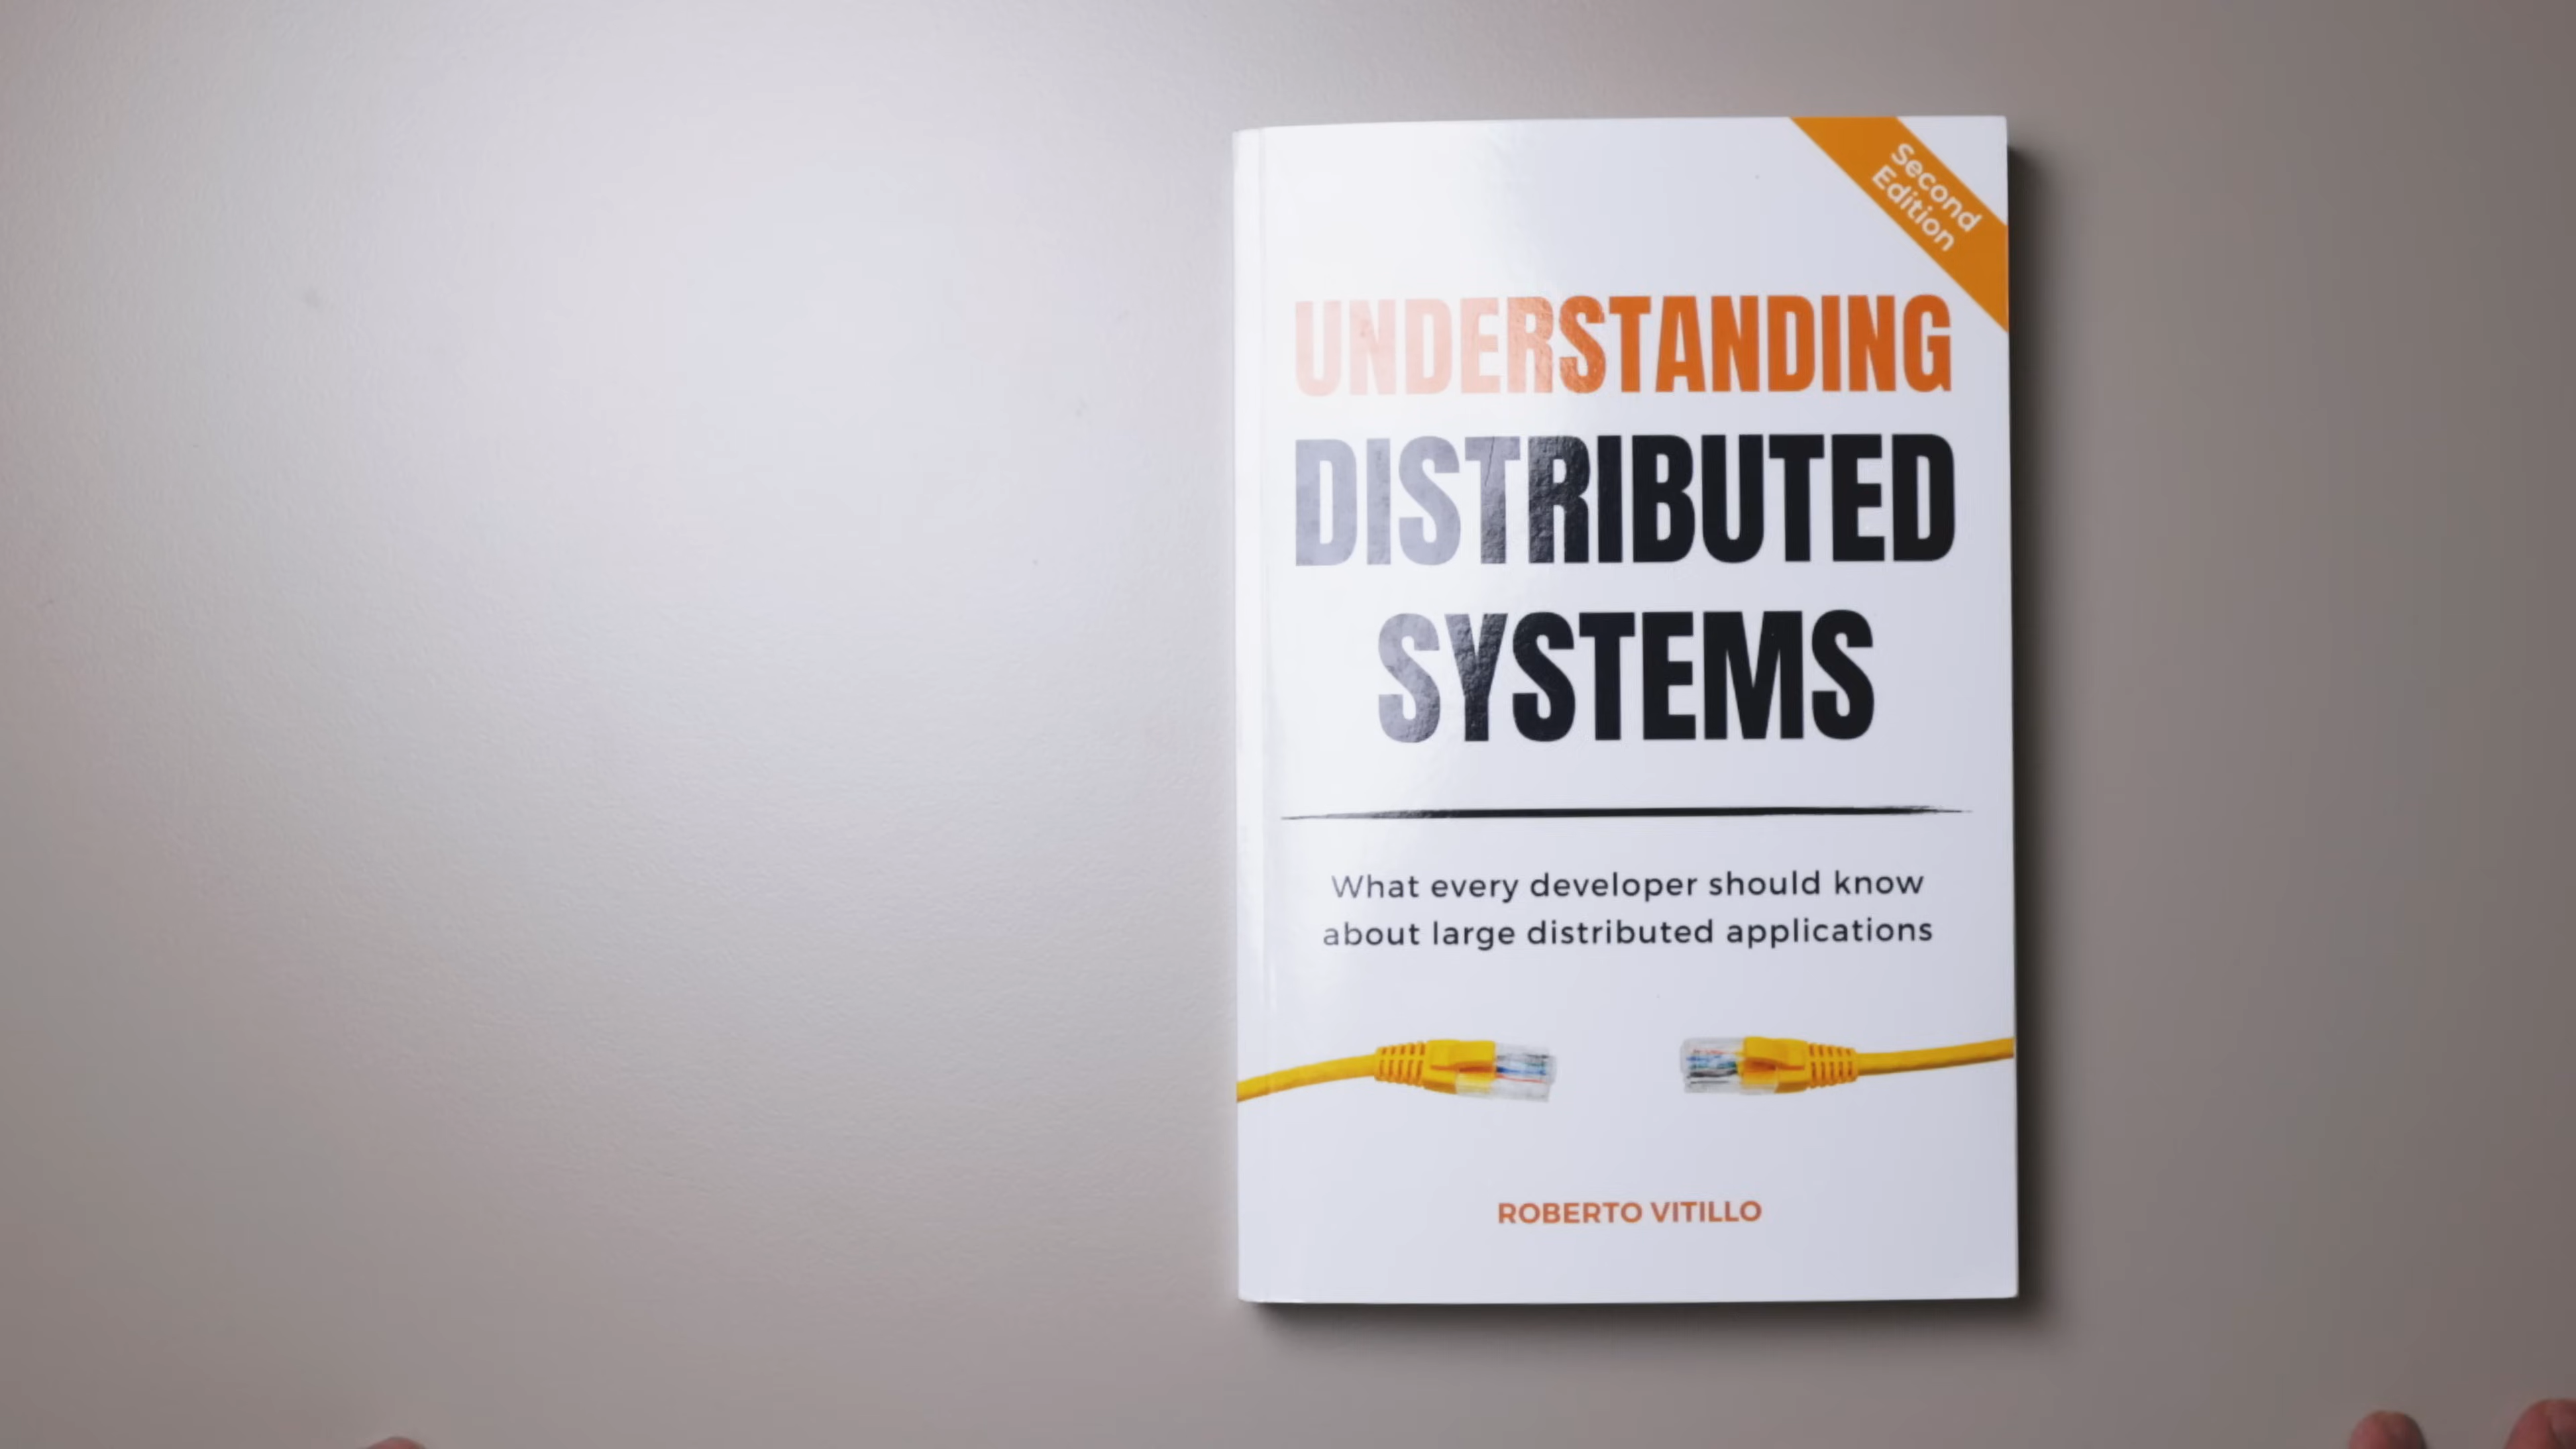 Second
Edition
UNDERSTANDING
DISTRIBUTED
SYSTEMS
What every developer should know
about large distributed applications
ROBERTO VITILLO